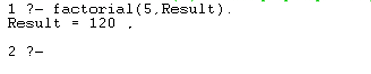 1 ?- factorial(5,Result).
Result = 120 .
2 ?-